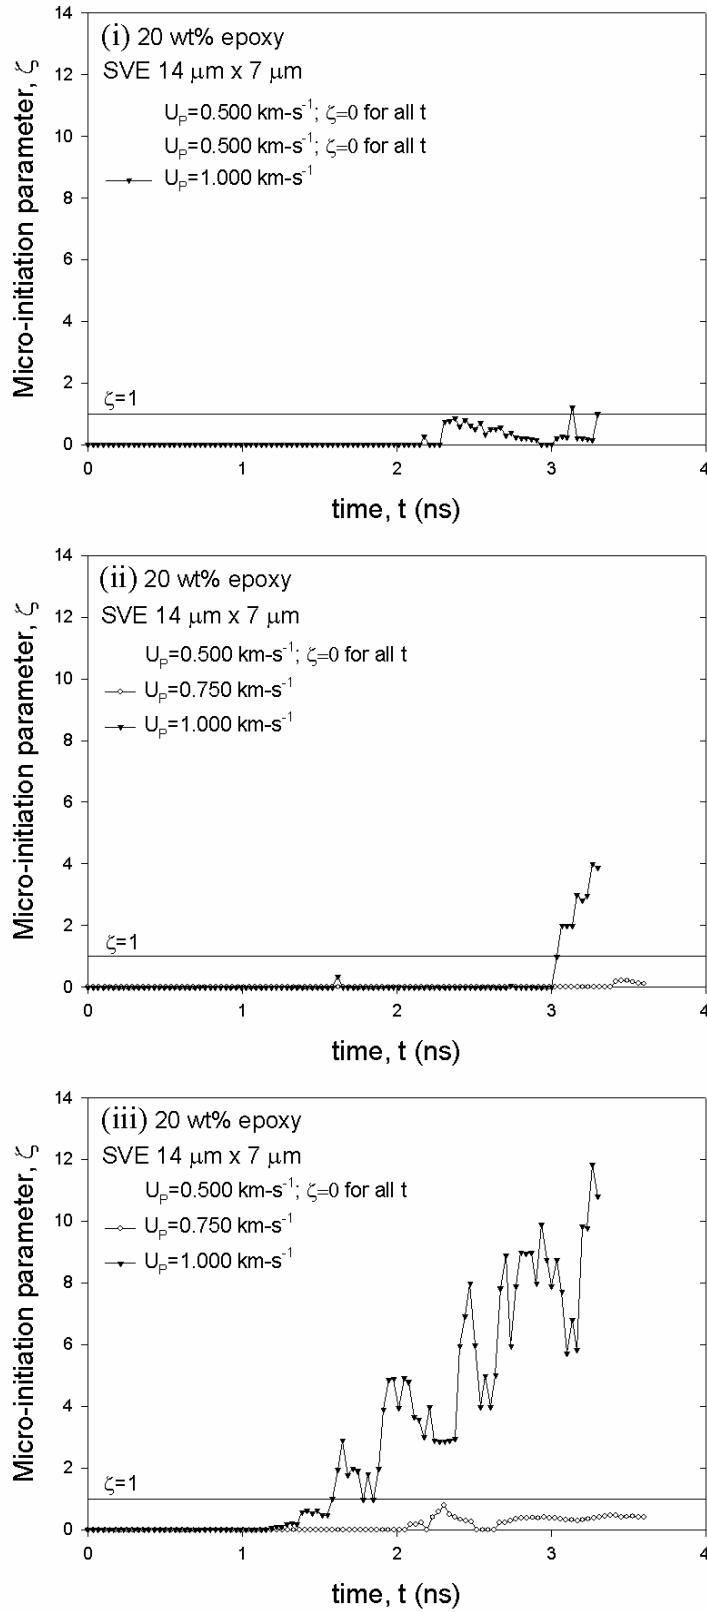 (i) 20 wt% epoxy
SVE 14 μm x 7 μm
U_P=0.500 km-s⁻¹; ζ=0 for all t
U_P=0.500 km-s⁻¹; ζ=0 for all t
U_P=1.000 km-s⁻¹
Micro-initiation parameter, ζ
14
12
10
8
6
4
2
0
ζ=1
0 1 2 3 4
time, t (ns)
(ii) 20 wt% epoxy
SVE 14 μm x 7 μm
U_P=0.500 km-s⁻¹; ζ=0 for all t
U_P=0.750 km-s⁻¹
U_P=1.000 km-s⁻¹
Micro-initiation parameter, ζ
14
12
10
8
6
4
2
0
ζ=1
0 1 2 3 4
time, t (ns)
(iii) 20 wt% epoxy
SVE 14 μm x 7 μm
U_P=0.500 km-s⁻¹; ζ=0 for all t
U_P=0.750 km-s⁻¹
U_P=1.000 km-s⁻¹
Micro-initiation parameter, ζ
14
12
10
8
6
4
2
0
ζ=1
0 1 2 3 4
time, t (ns)